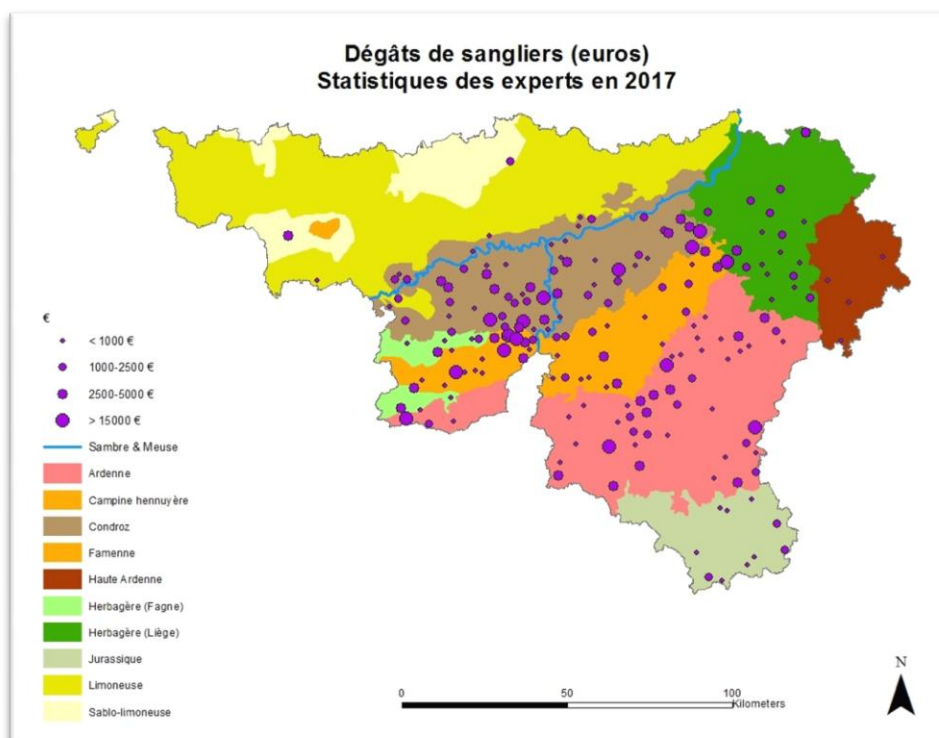 Dégâts de sangliers (euros)
Statistiques des experts en 2017
€
< 1000 €
1000-2500 €
2500-5000 €
> 15000 €
Sambre & Meuse
Ardenne
Campine hennuyère
Condroz
Famenne
Haute Ardenne
Herbagère (Fagne)
Herbagère (Liège)
Jurassique
Limoneuse
Sablo-limoneuse
N
0 50 100
Kilometers